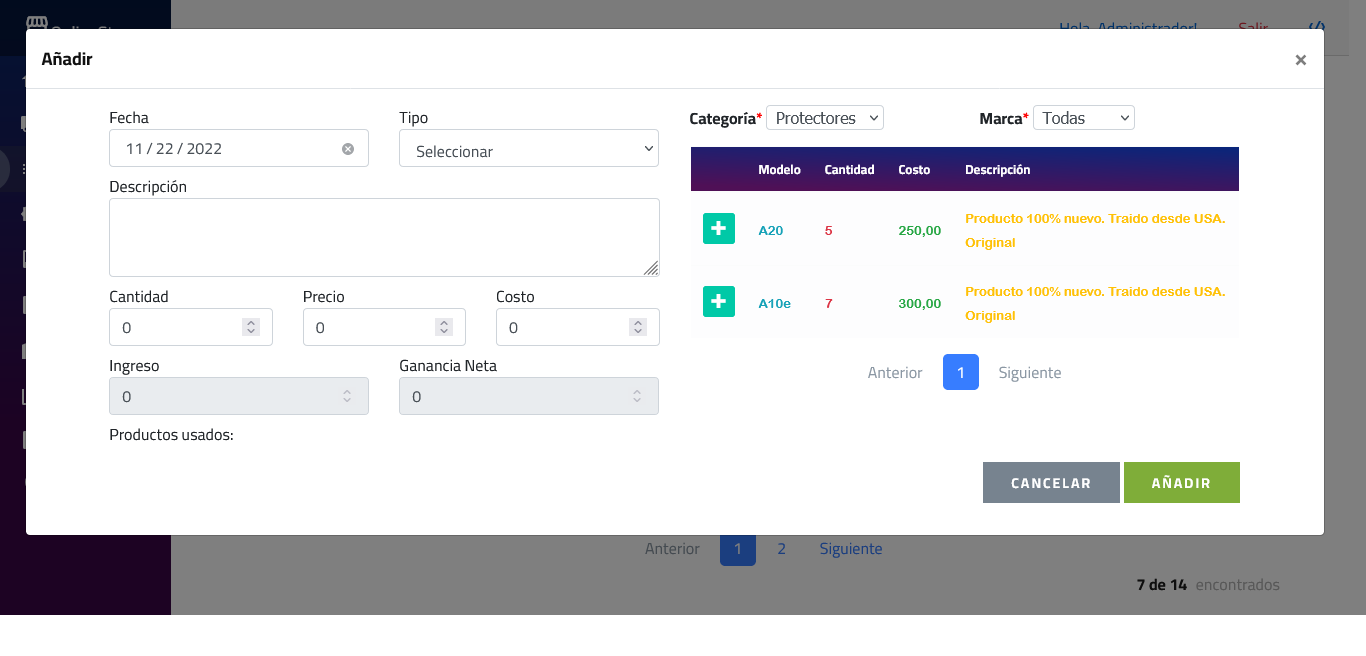 Hola, Administrador!
Salir
Añadir
×
Fecha
Tipo
Categoría* Protectores
Marca* Todas
11 / 22 / 2022
Seleccionar
Modelo Cantidad Costo Descripción
Descripción
A20 5 250,00 Producto 100% nuevo. Traido desde USA.
Original
A10e 7 300,00 Producto 100% nuevo. Traido desde USA.
Original
Cantidad Precio Costo
0 0 0
Ingreso Ganancia Neta
0 0
Anterior 1 Siguiente
Productos usados:
CANCELAR AÑADIR
Anterior 1 2 Siguiente
7 de 14 encontrados